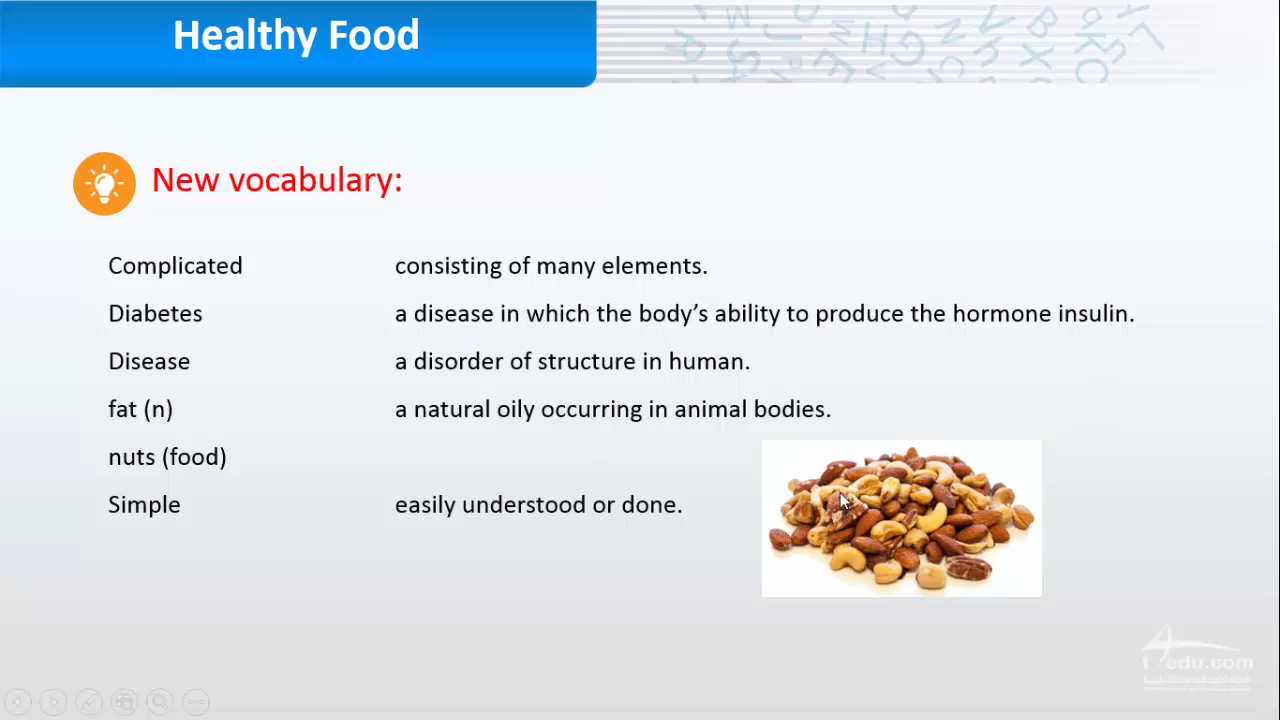 Healthy Food
New vocabulary:
Complicated consisting of many elements.
Diabetes a disease in which the body's ability to produce the hormone insulin.
Disease a disorder of structure in human.
fat (n) a natural oily occurring in animal bodies.
nuts (food)
Simple easily understood or done.
edu.com